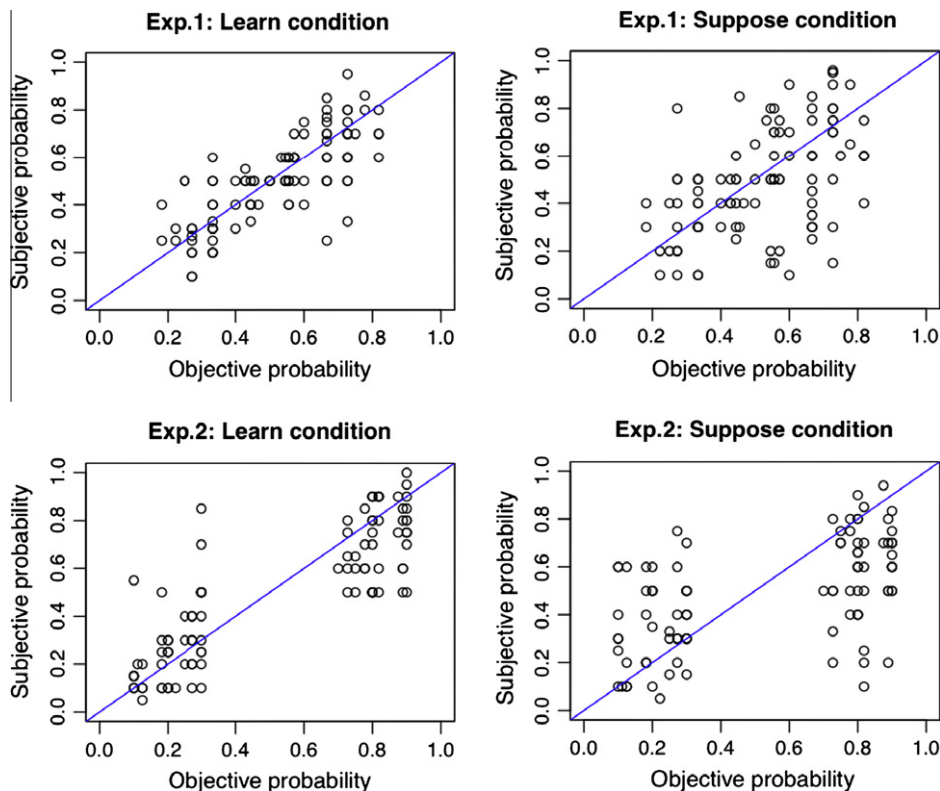 Exp.1: Learn condition
Subjective probability
0.0 0.2 0.4 0.6 0.8 1.0
0.0 0.2 0.4 0.6 0.8 1.0
Objective probability
Exp.1: Suppose condition
Subjective probability
0.0 0.2 0.4 0.6 0.8 1.0
0.0 0.2 0.4 0.6 0.8 1.0
Objective probability
Exp.2: Learn condition
Subjective probability
0.0 0.2 0.4 0.6 0.8 1.0
0.0 0.2 0.4 0.6 0.8 1.0
Objective probability
Exp.2: Suppose condition
Subjective probability
0.0 0.2 0.4 0.6 0.8 1.0
0.0 0.2 0.4 0.6 0.8 1.0
Objective probability